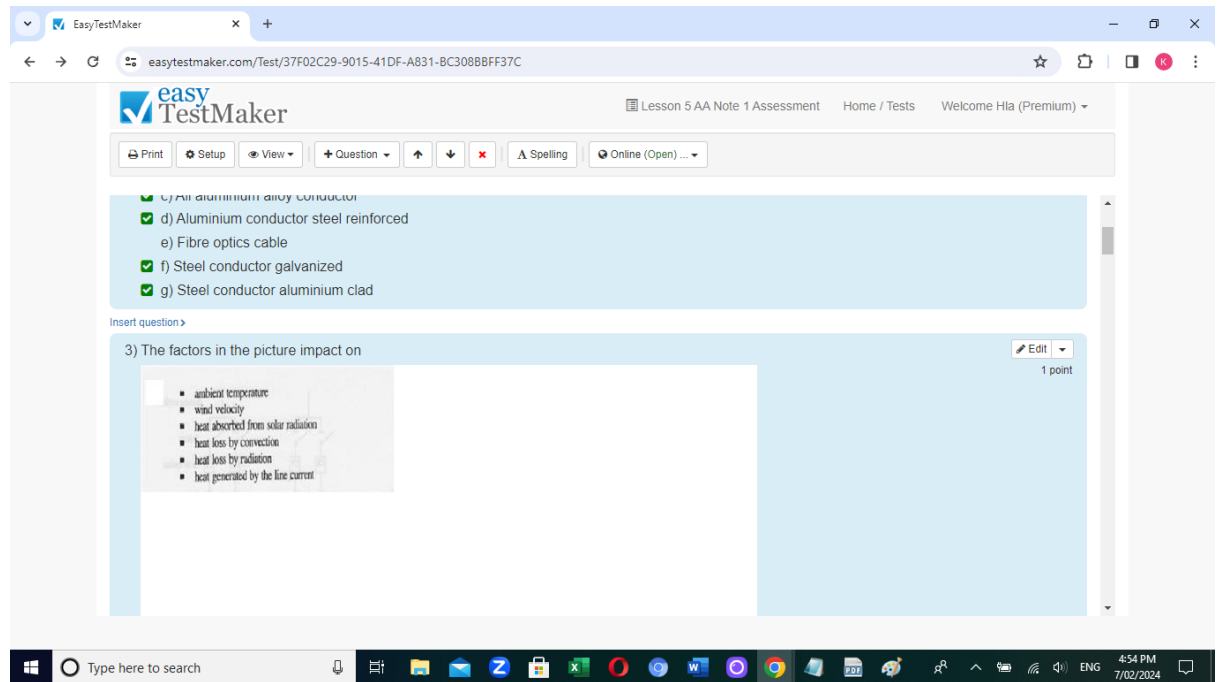 EasyTestMaker
easytestmaker.com/Test/37F02C29-9015-41DF-A831-BC308BBFF37C
K
easy
TestMaker
Lesson 5 AA Note 1 Assessment
Home / Tests
Welcome Hla (Premium)
Print
Setup
View
+ Question
A Spelling
Online (Open) ...
c) All aluminium alloy conductor
d) Aluminium conductor steel reinforced
e) Fibre optics cable
f) Steel conductor galvanized
g) Steel conductor aluminium clad
Insert question
3) The factors in the picture impact on
Edit
1 point
ambient temperature
wind velocity
heat absorbed from solar radiation
heat loss by convection
heat loss by radiation
heat generated by the line current
Type here to search
ENG
4:54 PM
7/02/2024